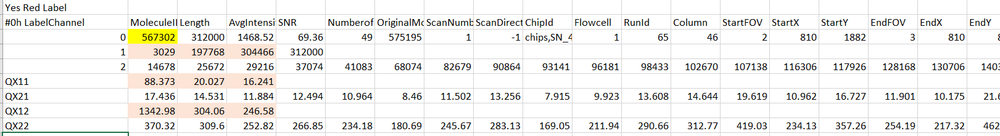 Yes Red Label
#0h LabelChannel MoleculeII Length AvgIntensi SNR Numberof OriginalMo ScanNumb ScanDirect ChipId Flowcell RunId Column StartFOV StartX StartY EndFOV EndX EndY
0 567302 312000 1468.52 69.36 49 575195 1 -1 chips,SN_4 1 65 46 2 810 1882 3 810
1 3029 197768 304466 312000
2 14678 25672 29216 37074 41083 68074 82679 90864 93141 96181 98433 102670 107138 116306 117926 128168 130706 1403
QX11 88.373 20.027 16.241
QX21 17.436 14.531 11.884 12.494 10.964 8.46 11.502 13.256 7.915 9.923 13.608 14.644 19.619 10.962 16.727 11.901 10.175 21.6
QX12 1342.98 304.06 246.58
QX22 370.32 309.6 252.82 266.85 234.18 180.69 245.67 283.13 169.05 211.94 290.66 312.77 419.03 234.13 357.26 254.19 217.32 462